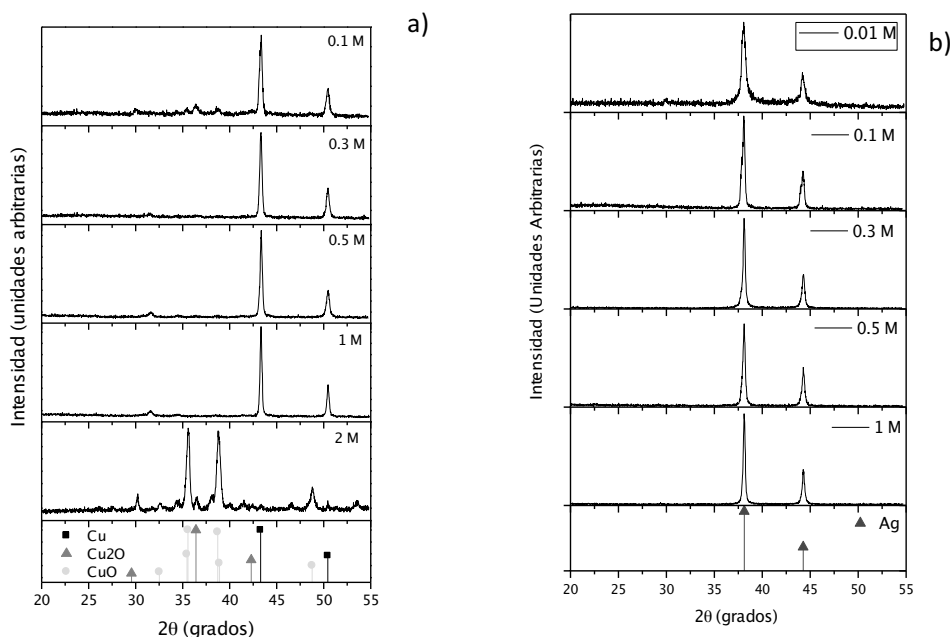 a)
Intensidad (unidades arbitrarias)
0.1 M
0.3 M
0.5 M
1 M
2 M
Cu
Cu2O
CuO
20 25 30 35 40 45 50 55
2θ (grados)
b)
Intensidad (Unidades Arbitrarias)
0.01 M
0.1 M
0.3 M
0.5 M
1 M
Ag
20 25 30 35 40 45 50 55
2θ (grados)